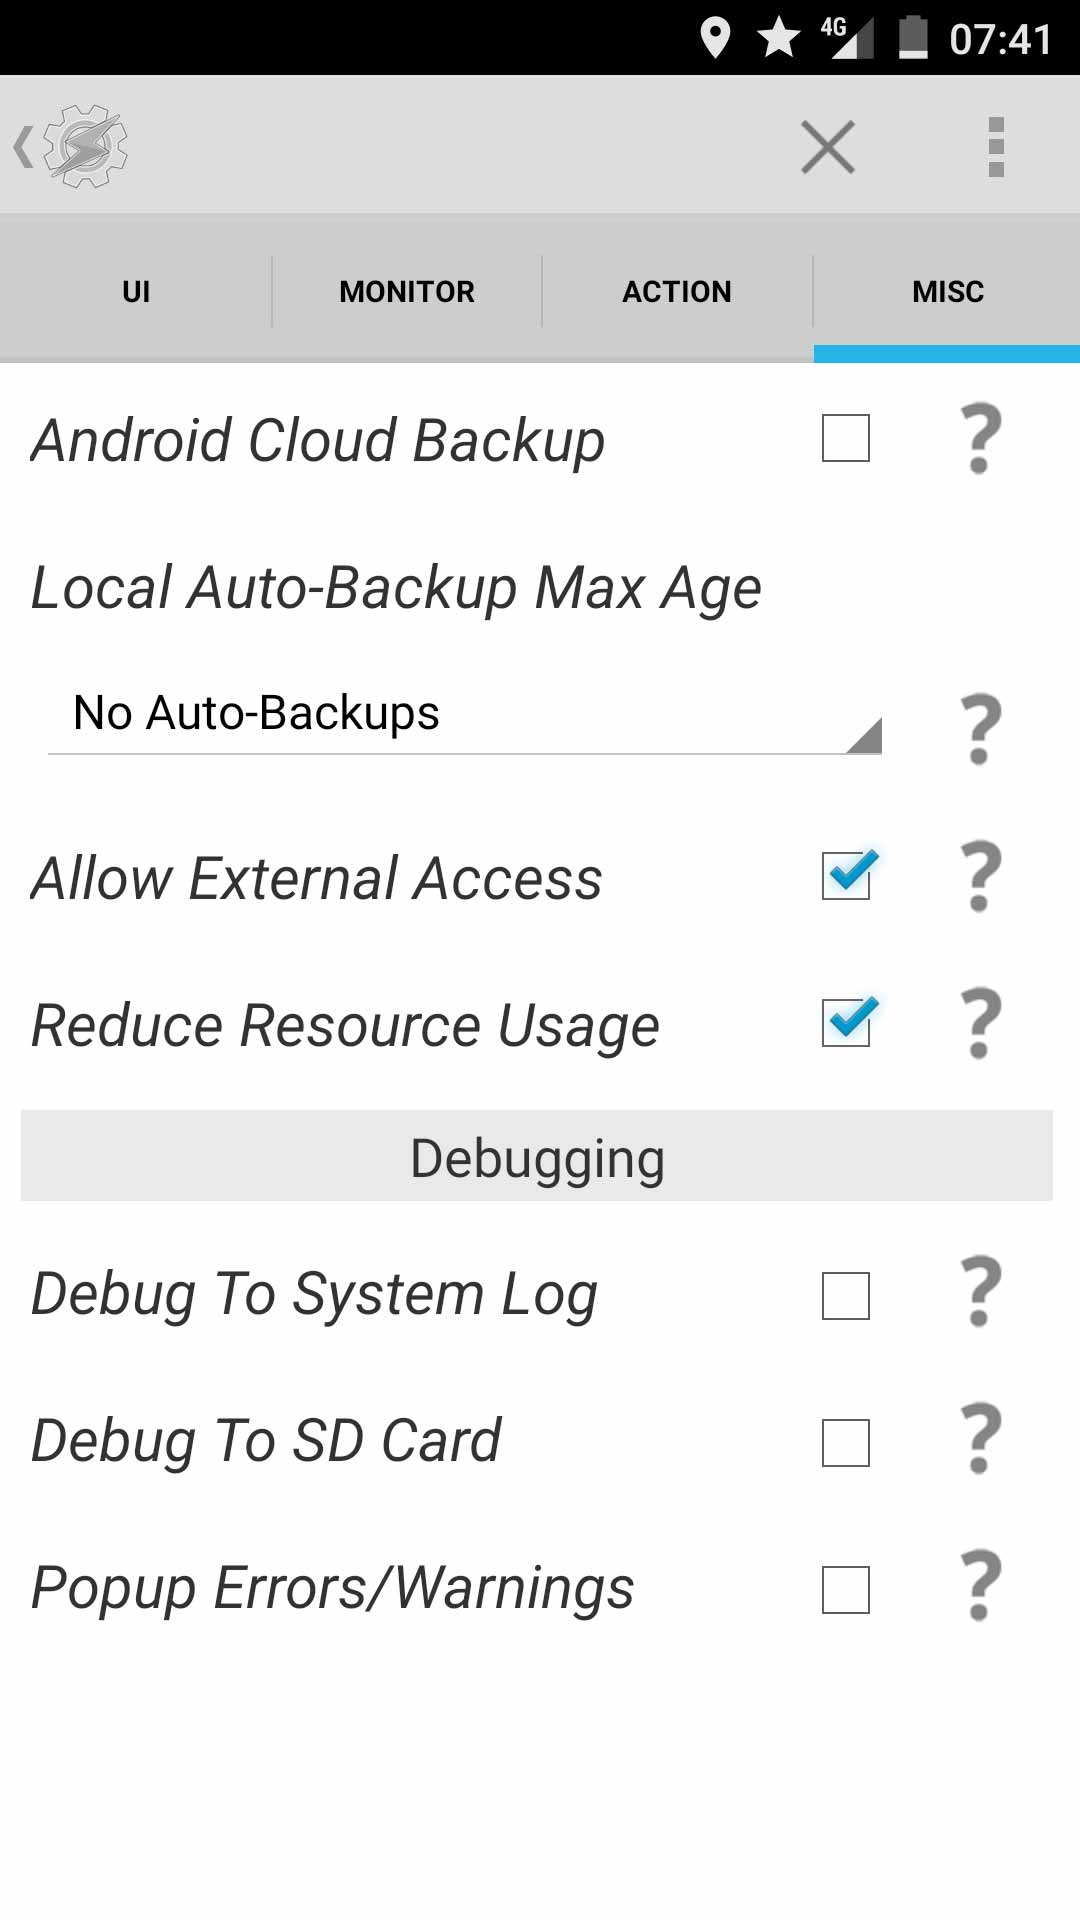 4G 07:41
UI MONITOR ACTION MISC
Android Cloud Backup ?
Local Auto-Backup Max Age
No Auto-Backups ?
Allow External Access ?
Reduce Resource Usage ?
Debugging
Debug To System Log ?
Debug To SD Card ?
Popup Errors/Warnings ?